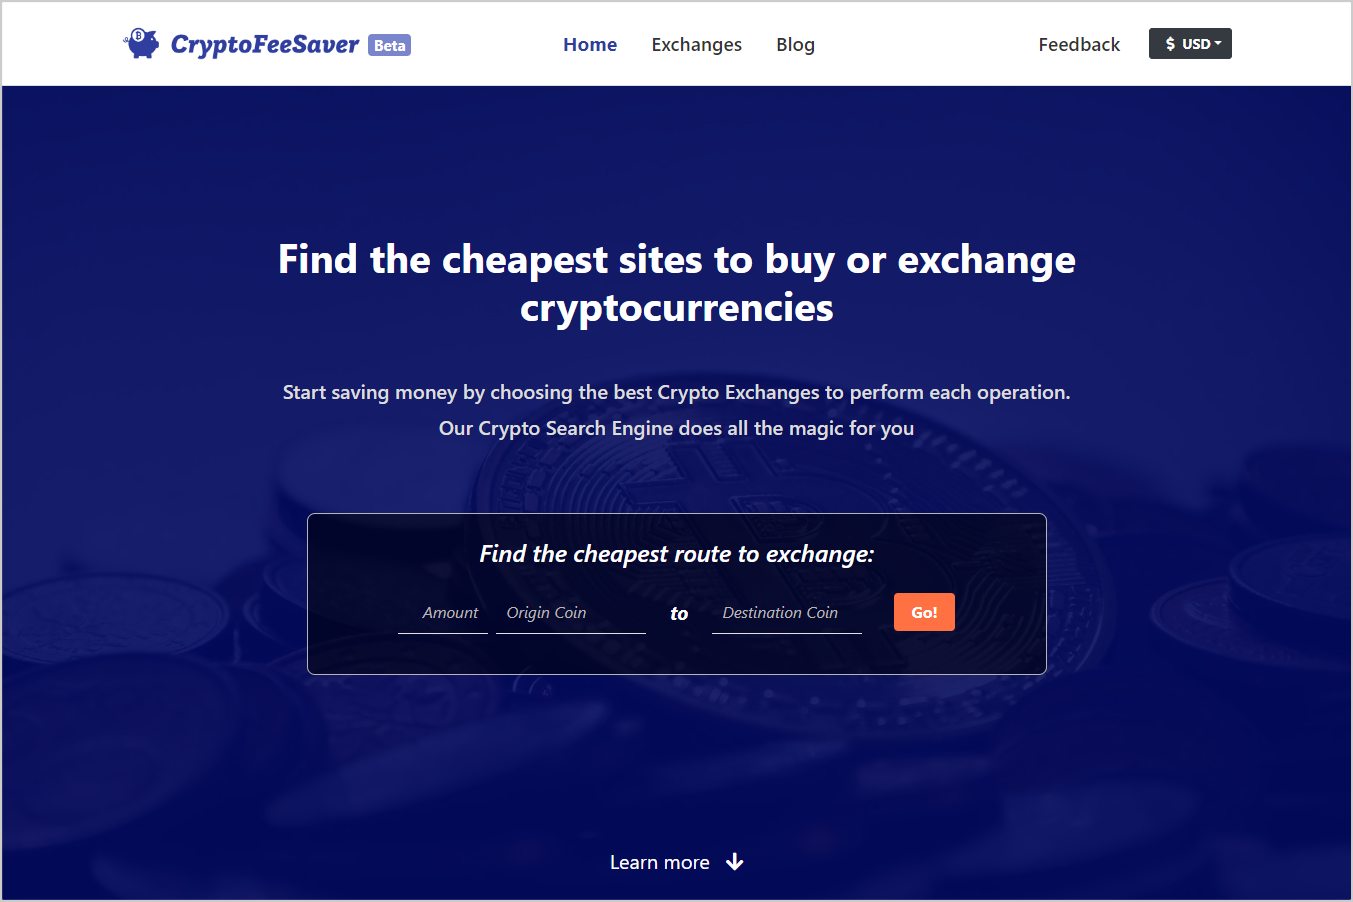 CryptoFeeSaver Beta
Home Exchanges Blog Feedback $ USD
Find the cheapest sites to buy or exchange
cryptocurrencies
Start saving money by choosing the best Crypto Exchanges to perform each operation.
Our Crypto Search Engine does all the magic for you
Find the cheapest route to exchange:
Amount Origin Coin to Destination Coin Go!
Learn more